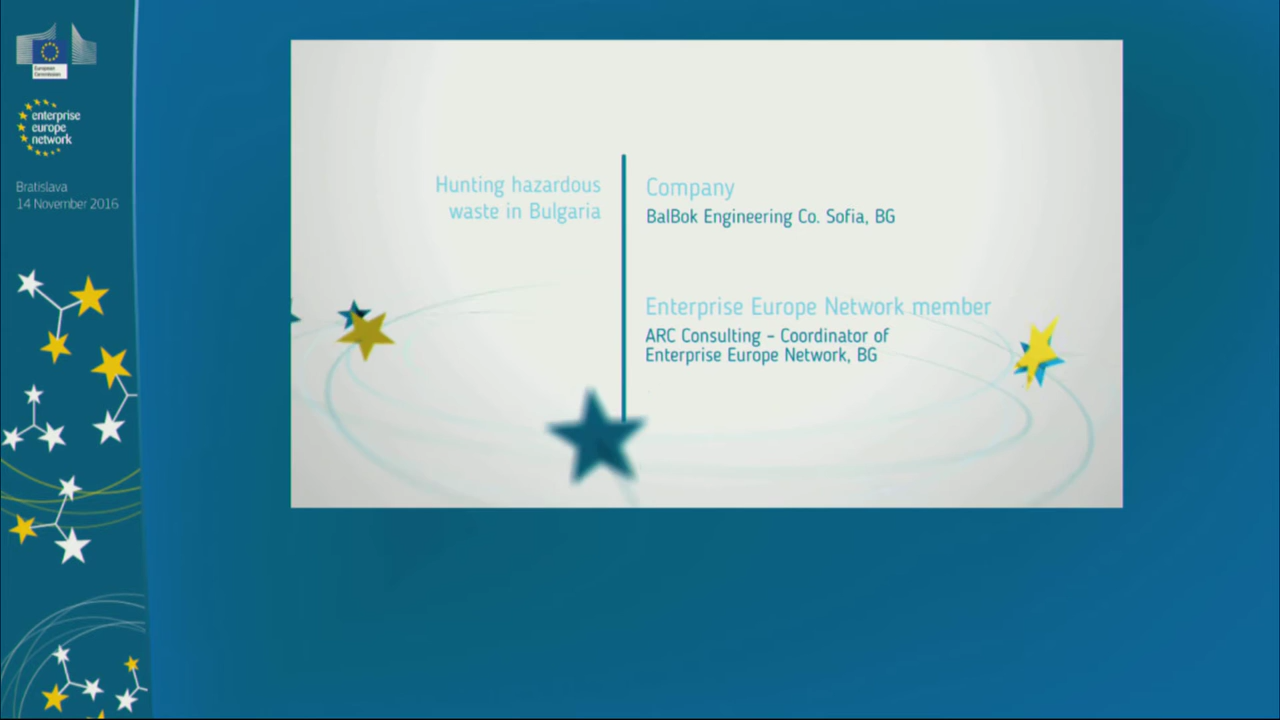 European
Commission
enterprise
europe
network
Bratislava
14 November 2016
Hunting hazardous
waste in Bulgaria
Company
BalBok Engineering Co. Sofia, BG
Enterprise Europe Network member
ARC Consulting – Coordinator of
Enterprise Europe Network, BG